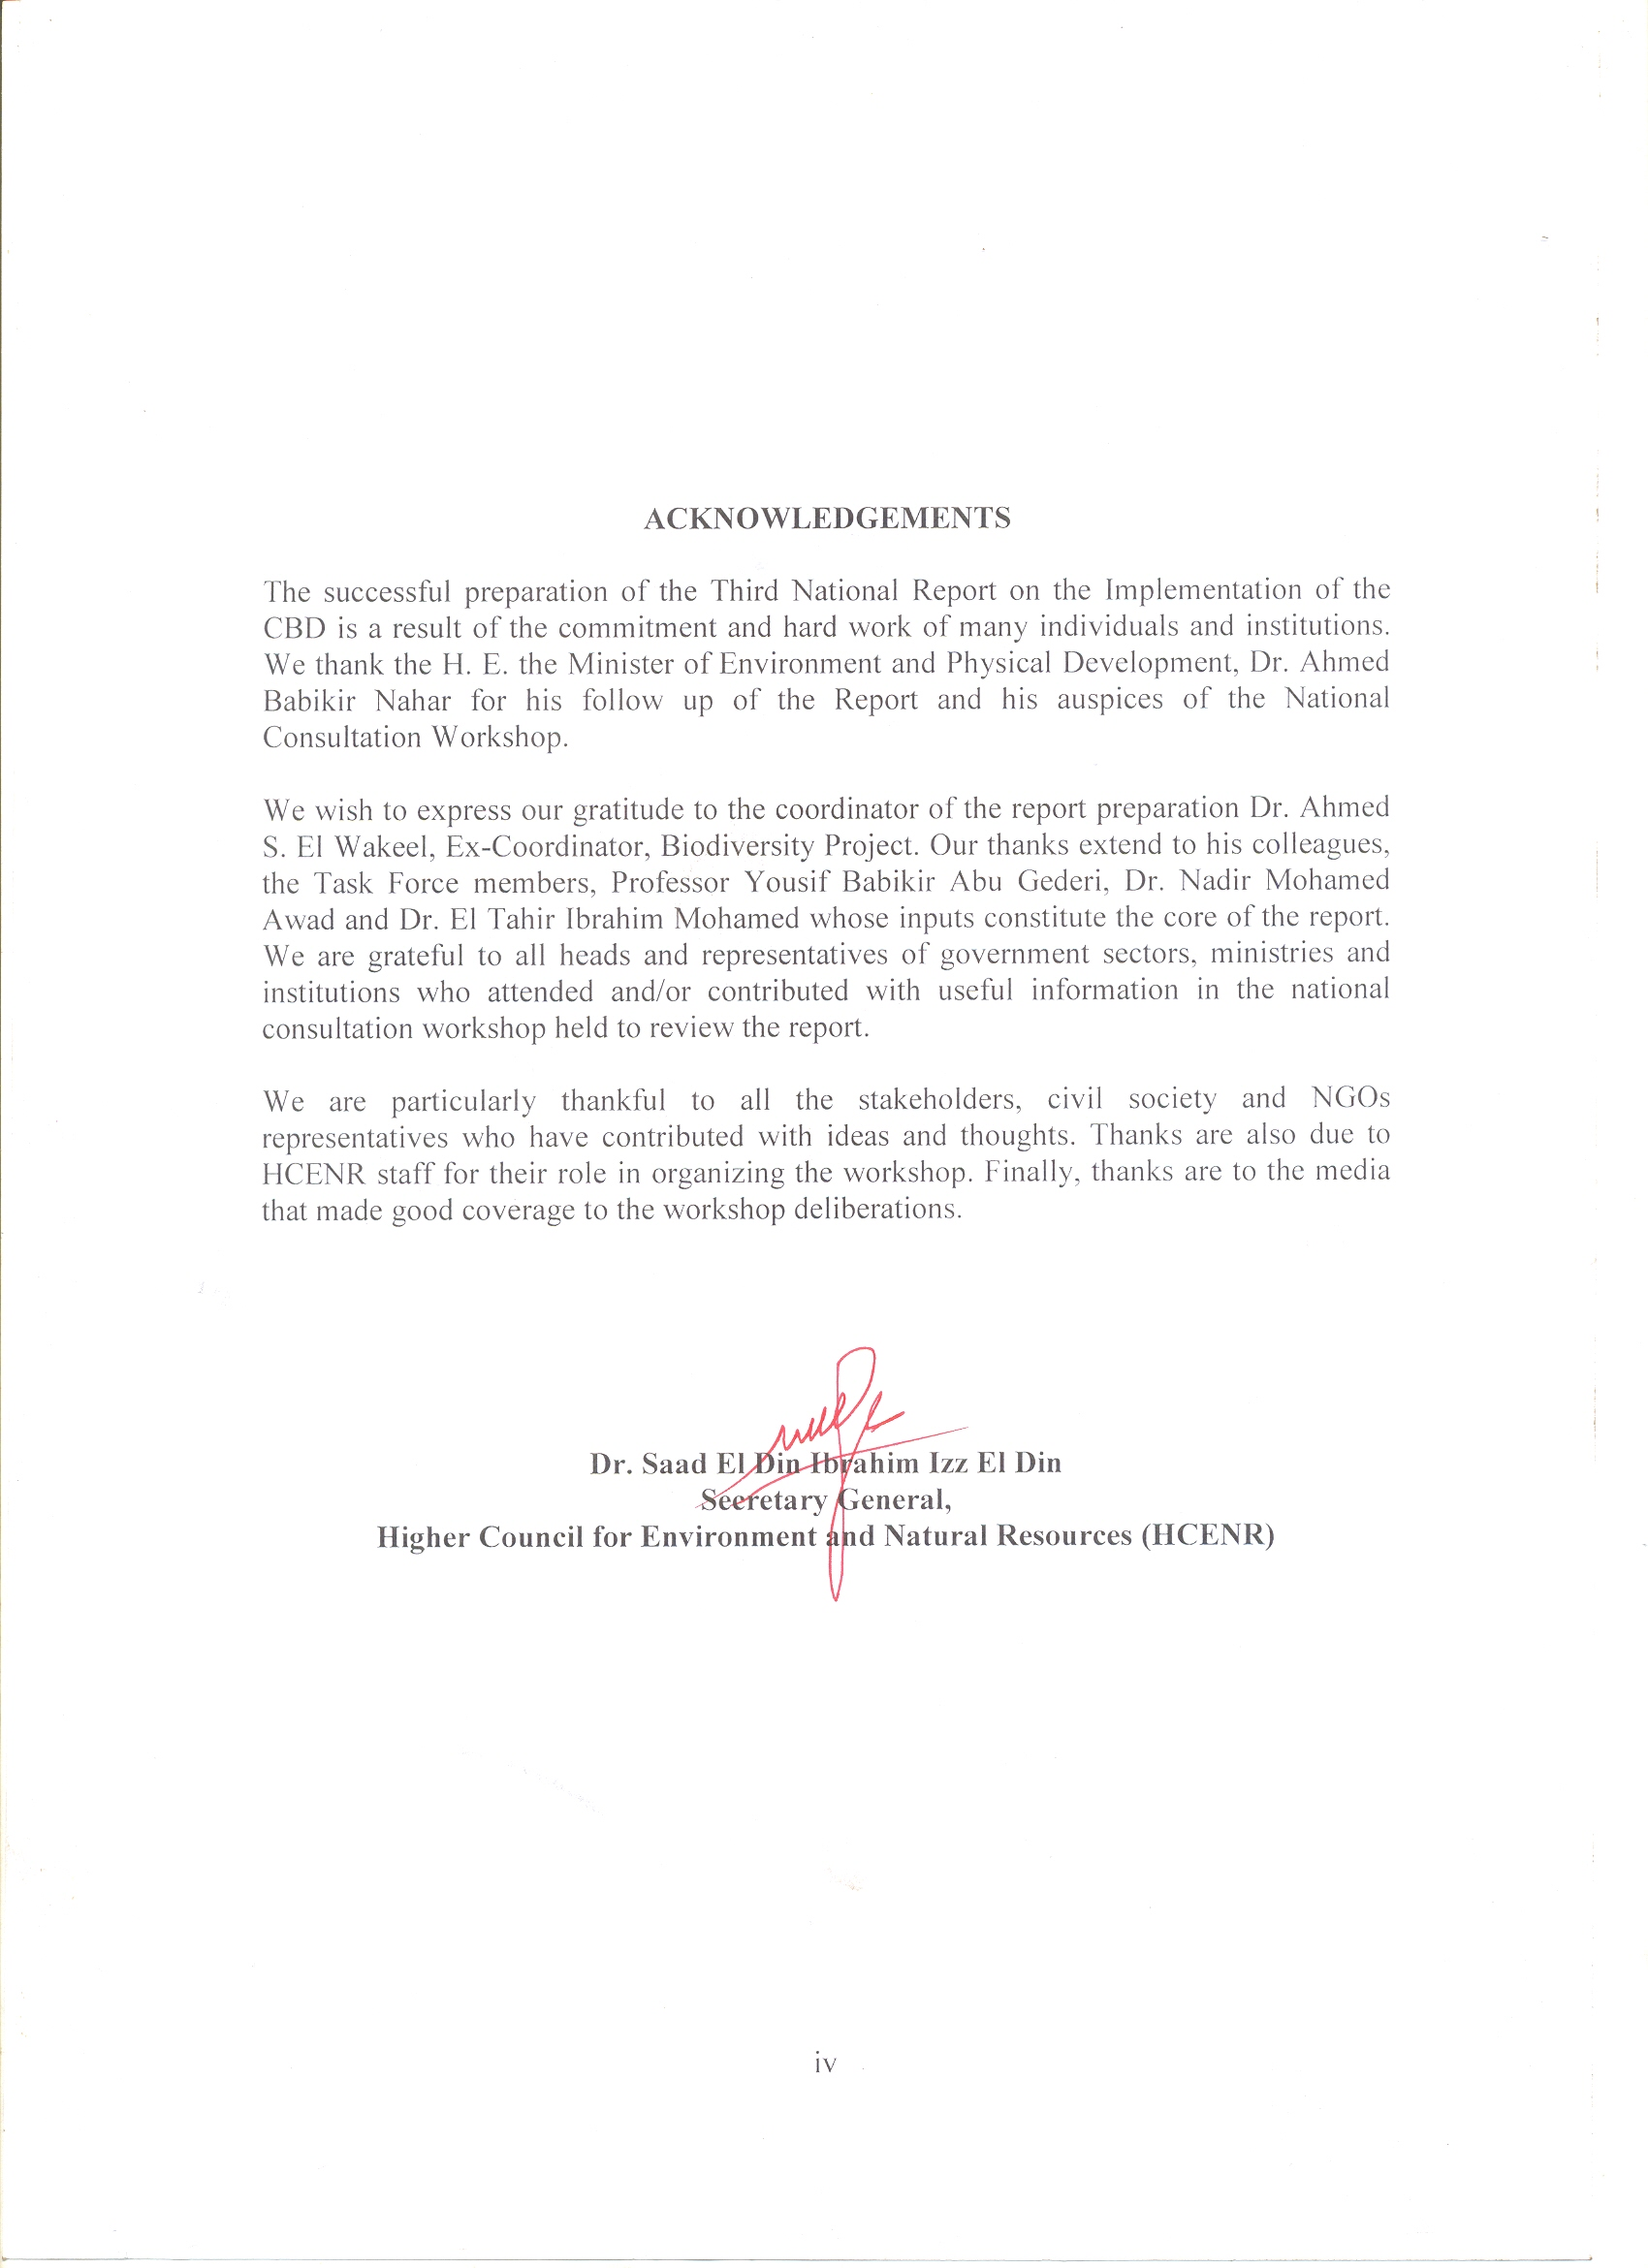 ACKNOWLEDGEMENTS
The successful preparation of the Third National Report on the Implementation of the
CBD is a result of the commitment and hard work of many individuals and institutions.
We thank the H. E. the Minister of Environment and Physical Development, Dr. Ahmed
Babikir Nahar for his follow up of the Report and his auspices of the National
Consultation Workshop.
We wish to express our gratitude to the coordinator of the report preparation Dr. Ahmed
S. El Wakeel, Ex-Coordinator, Biodiversity Project. Our thanks extend to his colleagues,
the Task Force members, Professor Yousif Babikir Abu Gederi, Dr. Nadir Mohamed
Awad and Dr. El Tahir Ibrahim Mohamed whose inputs constitute the core of the report.
We are grateful to all heads and representatives of government sectors, ministries and
institutions who attended and/or contributed with useful information in the national
consultation workshop held to review the report.
We are particularly thankful to all the stakeholders, civil society and NGOs
representatives who have contributed with ideas and thoughts. Thanks are also due to
HCENR staff for their role in organizing the workshop. Finally, thanks are to the media
that made good coverage to the workshop deliberations.
Dr. Saad El Din Ibrahim Izz El Din
Secretary General,
Higher Council for Environment and Natural Resources (HCENR)
iv